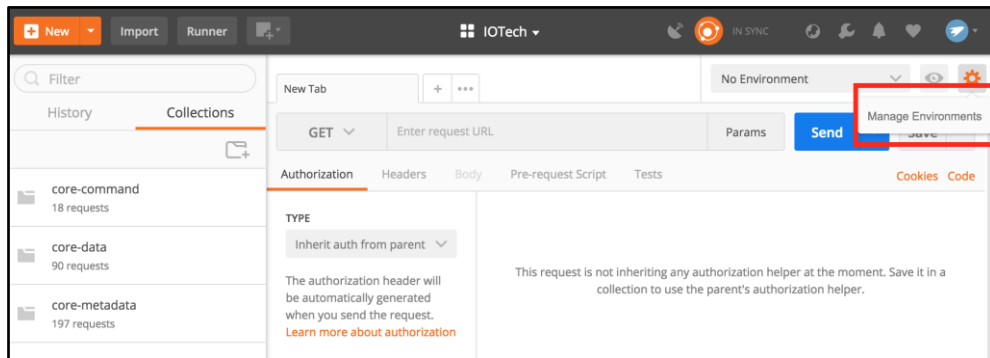 New
Import
Runner
IOTech
IN SYNC
Filter
History
Collections
core-command
18 requests
core-data
90 requests
core-metadata
197 requests
New Tab
No Environment
Manage Environments
GET
Enter request URL
Params
Send
Save
Authorization
Headers
Body
Pre-request Script
Tests
Cookies
Code
TYPE
Inherit auth from parent
The authorization header will
be automatically generated
when you send the request.
Learn more about authorization
This request is not inheriting any authorization helper at the moment. Save it in a
collection to use the parent's authorization helper.